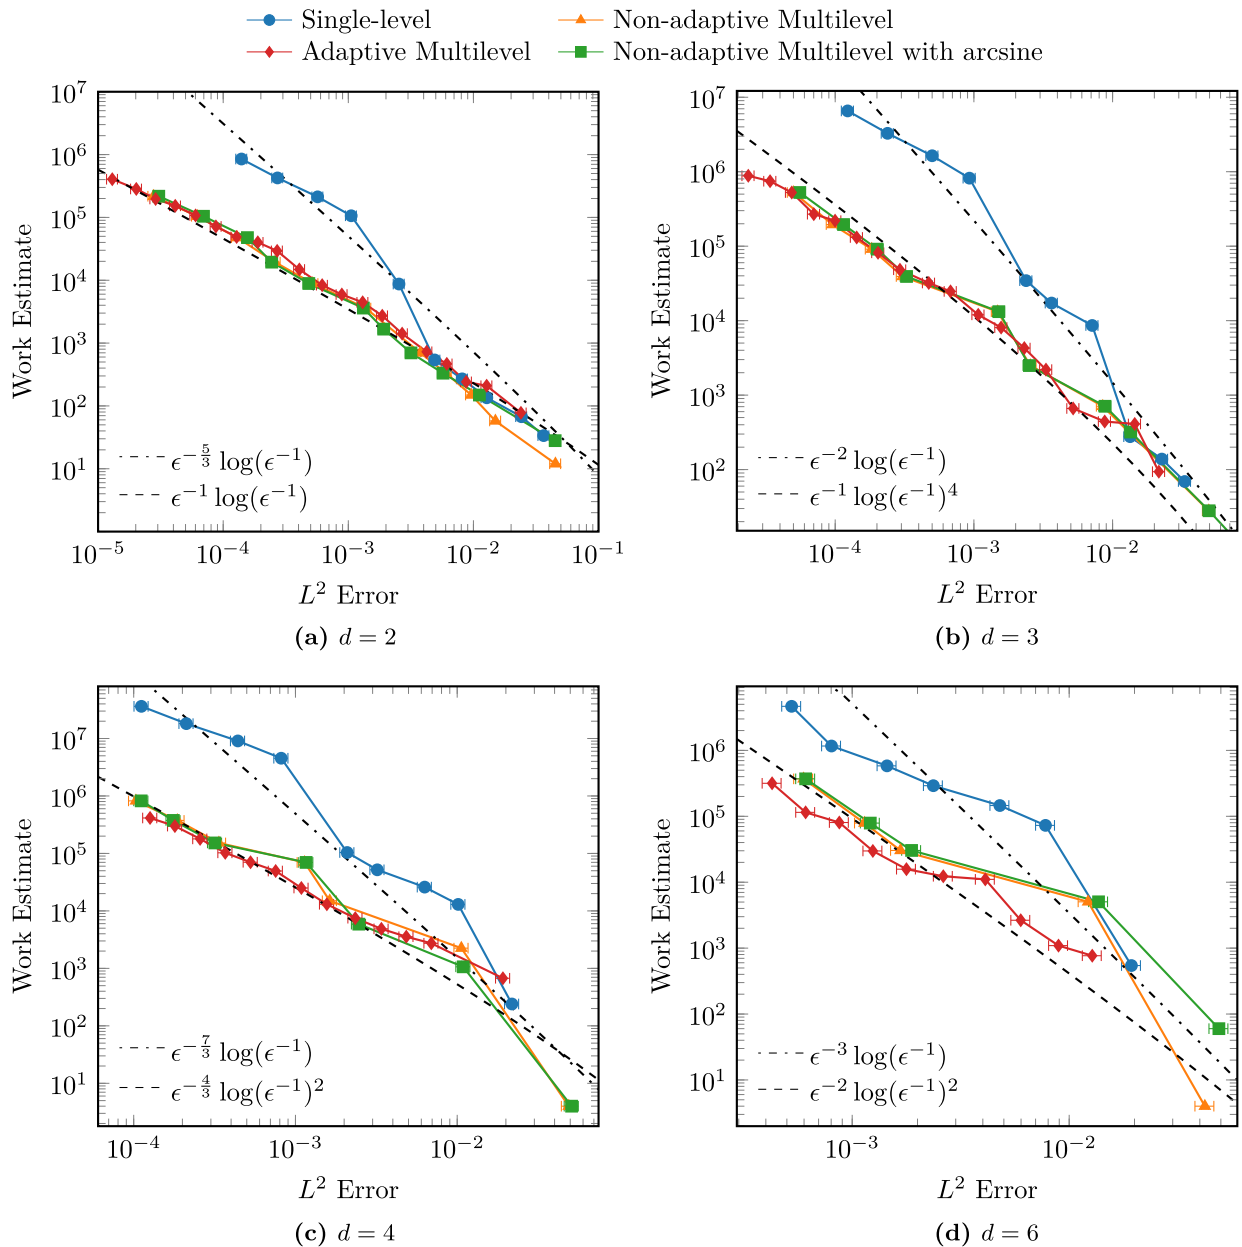 Single-level
Non-adaptive Multilevel
Adaptive Multilevel
Non-adaptive Multilevel with arcsine
10^7
10^6
10^5
10^4
10^3
10^2
10^1
Work Estimate
ϵ^{-5/3} log(ϵ^{-1})
ϵ^{-1} log(ϵ^{-1})
10^{-5} 10^{-4} 10^{-3} 10^{-2} 10^{-1}
L^2 Error
(a) d = 2
10^7
10^6
10^5
10^4
10^3
10^2
Work Estimate
ϵ^{-2} log(ϵ^{-1})
ϵ^{-1} log(ϵ^{-1})^4
10^{-4} 10^{-3} 10^{-2}
L^2 Error
(b) d = 3
10^7
10^6
10^5
10^4
10^3
10^2
10^1
Work Estimate
ϵ^{-7/3} log(ϵ^{-1})
ϵ^{-4/3} log(ϵ^{-1})^2
10^{-4} 10^{-3} 10^{-2}
L^2 Error
(c) d = 4
10^6
10^5
10^4
10^3
10^2
10^1
Work Estimate
ϵ^{-3} log(ϵ^{-1})
ϵ^{-2} log(ϵ^{-1})^2
10^{-3} 10^{-2}
L^2 Error
(d) d = 6